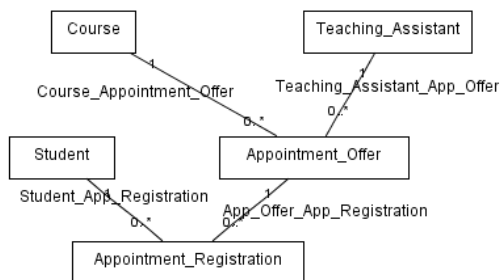 Course
Teaching_Assistant
1
1
Course_Appointment_Offer
Teaching_Assistant_App_Offer
0..*
0..*
Student
Appointment_Offer
1
1
Student_App_Registration
App_Offer_App_Registration
0..*
0..*
Appointment_Registration